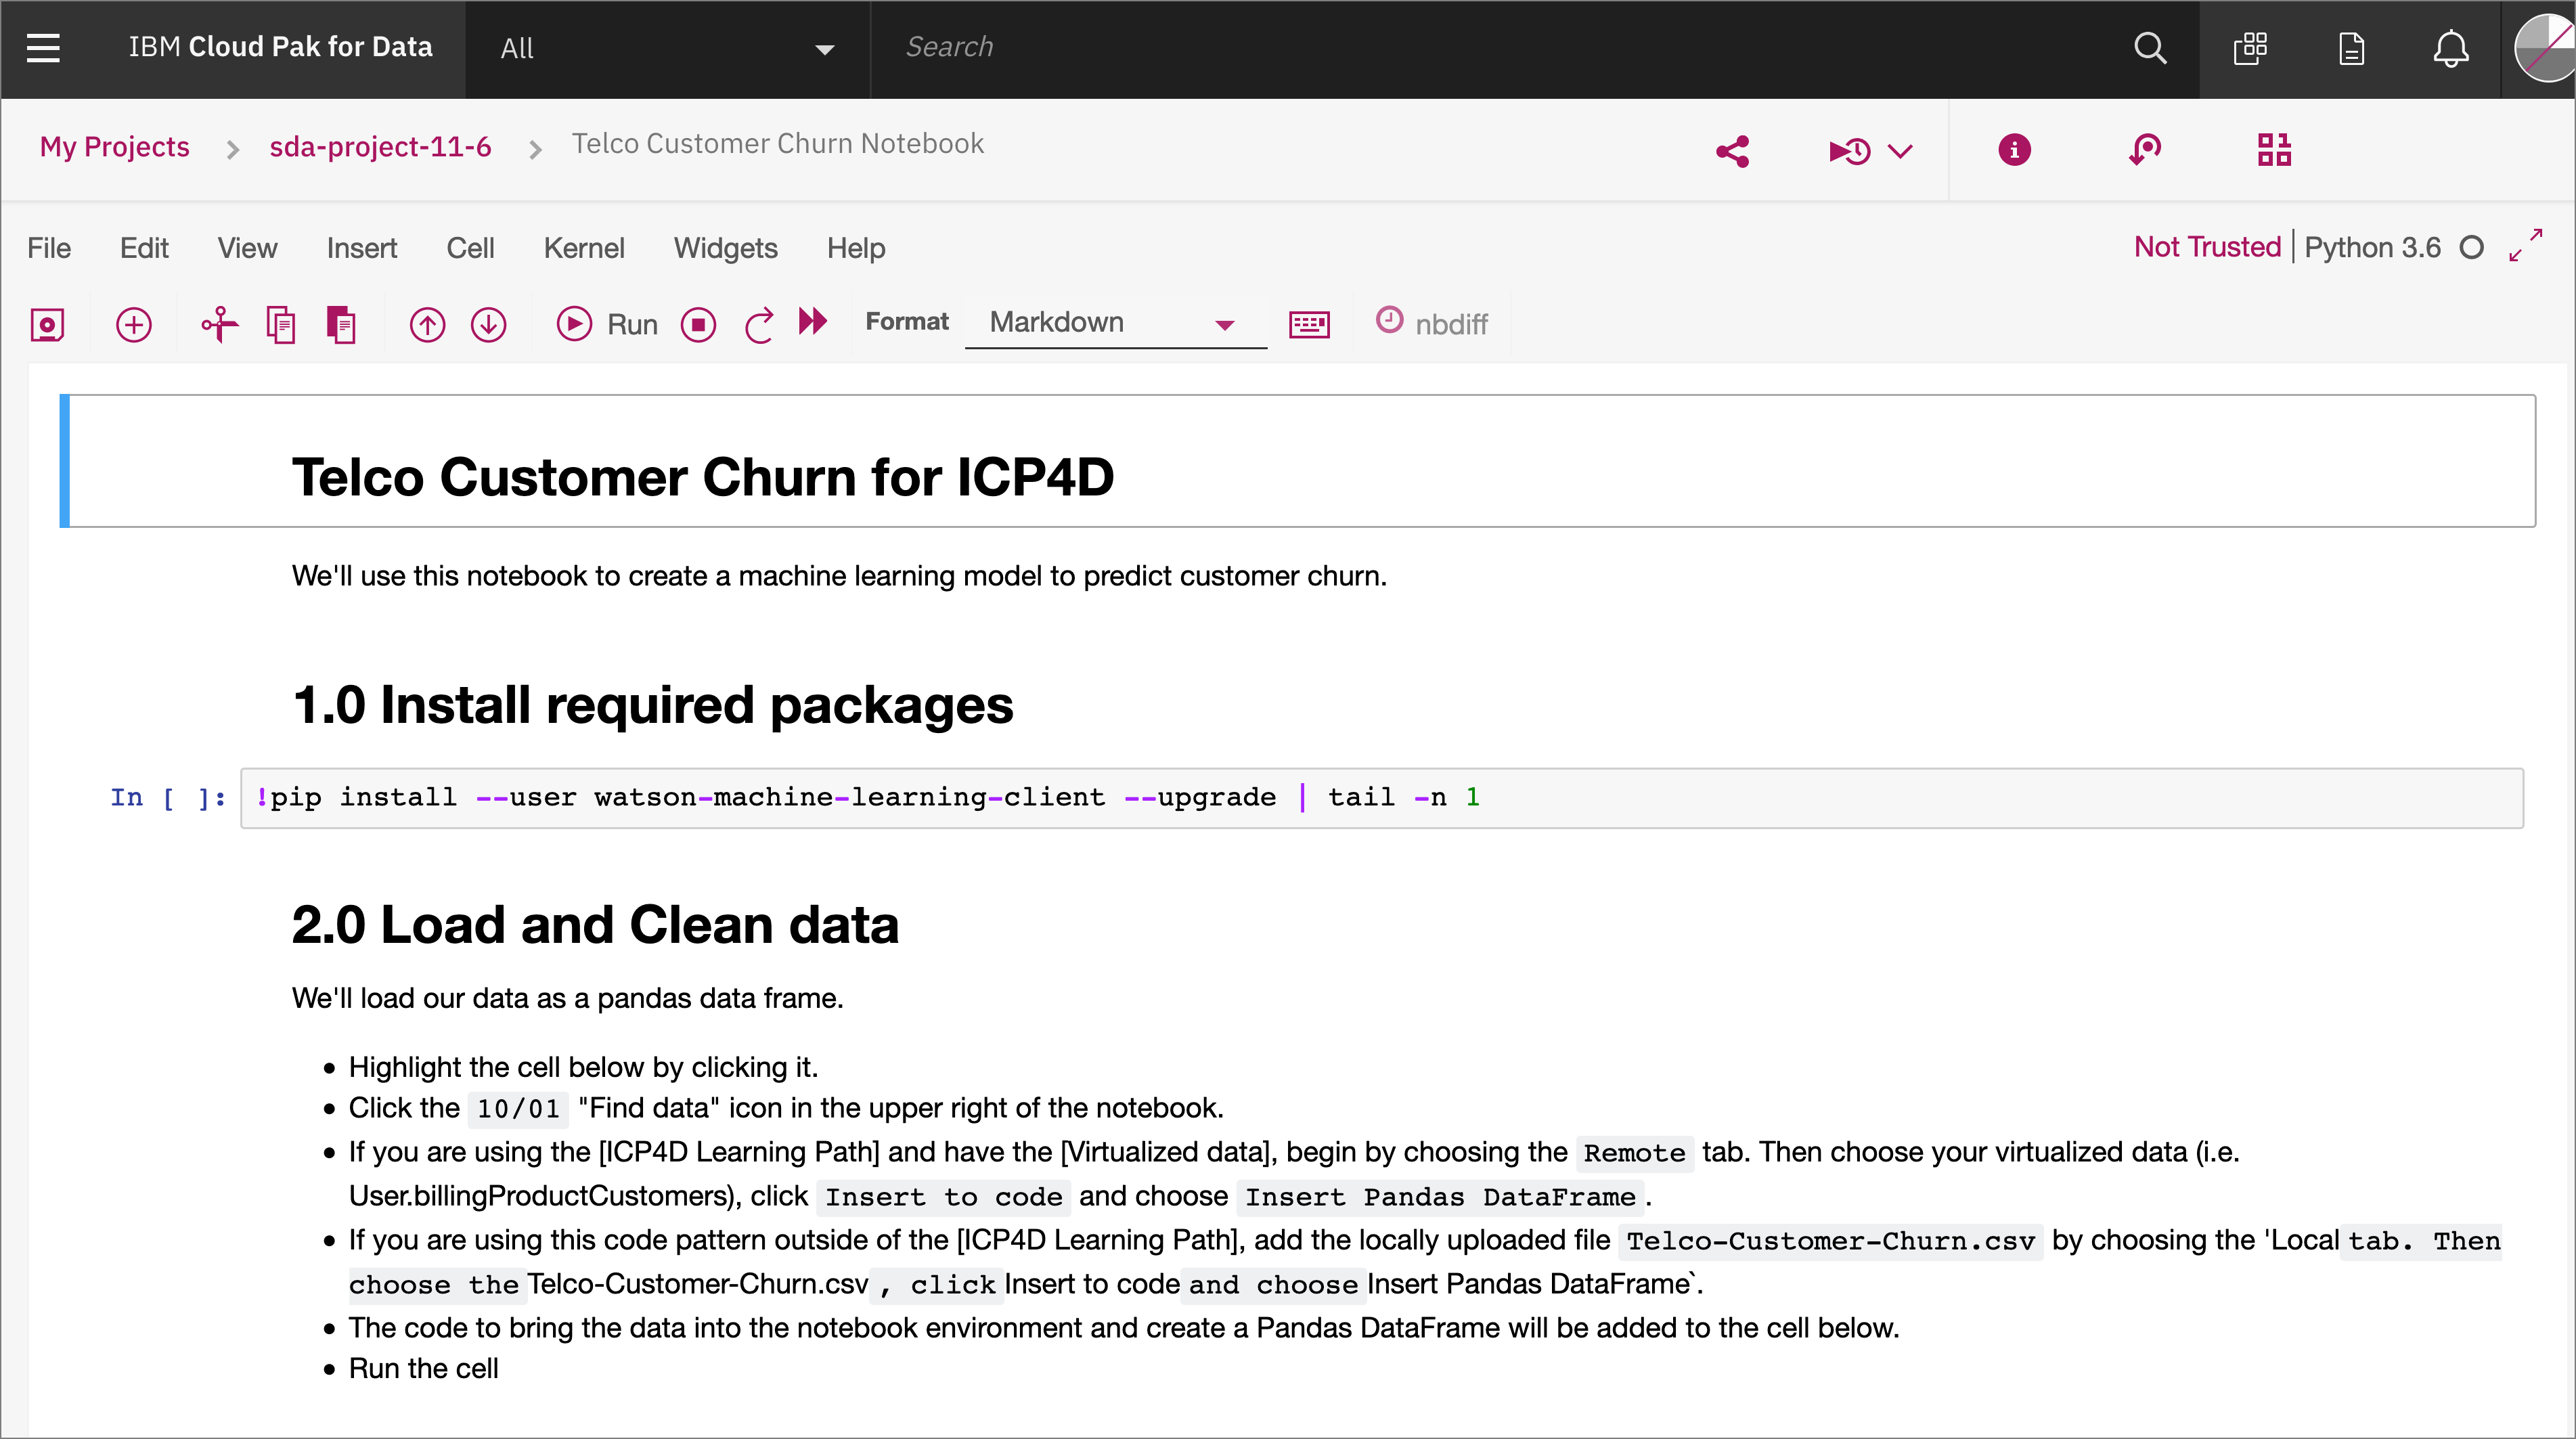 IBM Cloud Pak for Data All Search
My Projects > sda-project-11-6 > Telco Customer Churn Notebook
File Edit View Insert Cell Kernel Widgets Help Not Trusted | Python 3.6
Run Format Markdown nbdiff
Telco Customer Churn for ICP4D
We'll use this notebook to create a machine learning model to predict customer churn.
1.0 Install required packages
In [ ]: !pip install --user watson-machine-learning-client --upgrade | tail -n 1
2.0 Load and Clean data
We'll load our data as a pandas data frame.
• Highlight the cell below by clicking it.
• Click the 10/01 "Find data" icon in the upper right of the notebook.
• If you are using the [ICP4D Learning Path] and have the [Virtualized data], begin by choosing the Remote tab. Then choose your virtualized data (i.e.
User.billingProductCustomers), click Insert to code and choose Insert Pandas DataFrame.
• If you are using this code pattern outside of the [ICP4D Learning Path], add the locally uploaded file Telco-Customer-Churn.csv by choosing the 'Local tab. Then
choose the Telco-Customer-Churn.csv, click Insert to code and choose Insert Pandas DataFrame`.
• The code to bring the data into the notebook environment and create a Pandas DataFrame will be added to the cell below.
• Run the cell